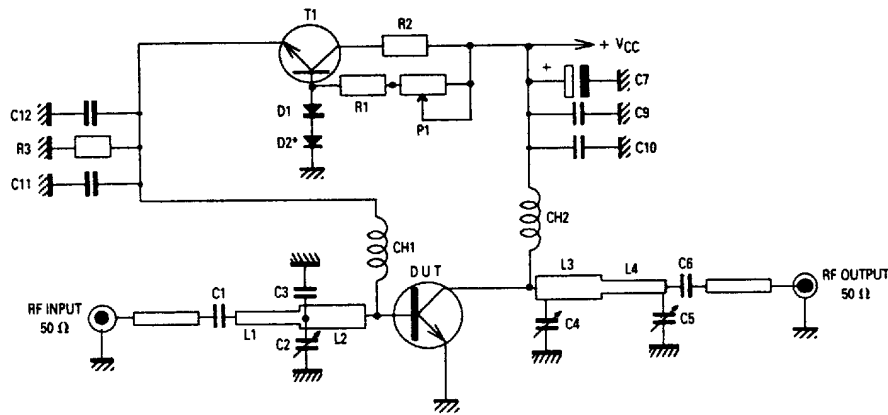 T1
R2
+ VCC
+
C7
C12
D1
R1
P1
C9
R3
D2*
C10
C11
CH1
CH2
DUT
L3
L4
C6
RF OUTPUT
50 Ω
RF INPUT
50 Ω
C1
C3
L1
C2
L2
C4
C5